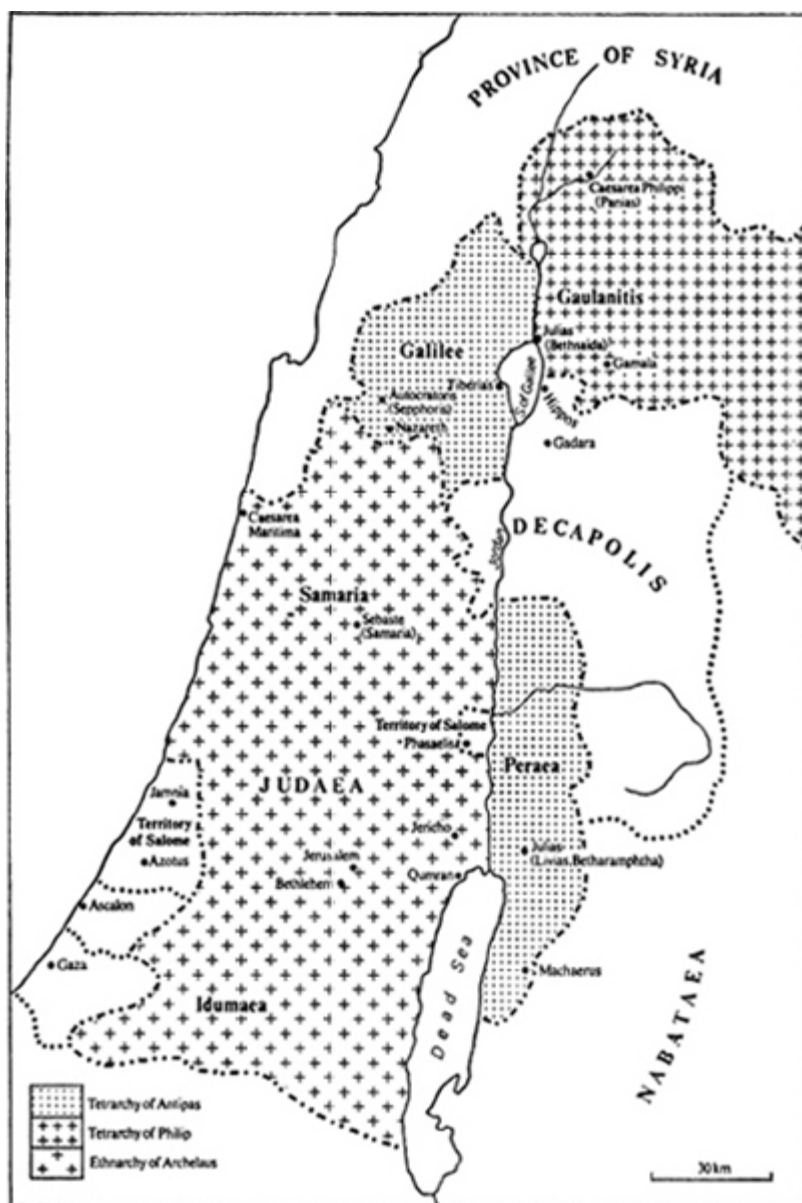 PROVINCE OF SYRIA
Caesarea Philippi
(Panias)
Gaulanitis
Galilee
Julias
(Bethsaida)
Gamala
Tiberias
S. of Galilee
Hippos
Autocratoris
(Sepphoris)
Nazareth
Gadara
Caesarea
Maritima
DECAPOLIS
Jordan
Samaria
Sebaste
(Samaria)
Territory of Salome
Phasaelis
Peraea
JUDAEA
Jamnia
Territory
of Salome
Azotus
Jericho
Julias
(Livias, Betharamphtha)
Jerusalem
Qumran
Bethlehem
Ascalon
Gaza
Dead Sea
Machaerus
Idumaea
NABATAEA
Tetrarchy of Antipas
Tetrarchy of Philip
Ethnarchy of Archelaus
30 km